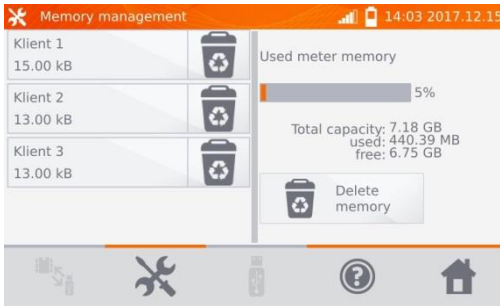 Memory management
14:03 2017.12.15
Klient 1
15.00 kB
Klient 2
13.00 kB
Klient 3
13.00 kB
Used meter memory
5%
Total capacity: 7.18 GB
used: 440.39 MB
free: 6.75 GB
Delete
memory